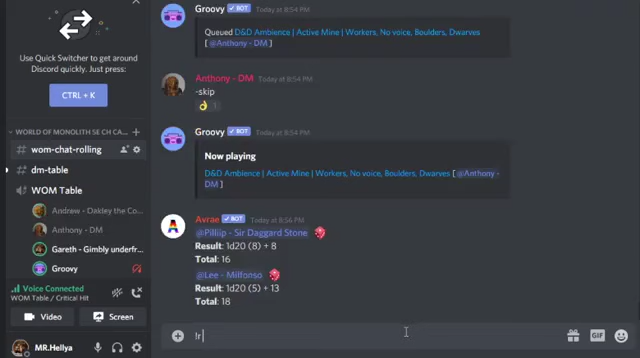 Use Quick Switcher to get around
Discord quickly. Just press:
CTRL + K
WORLD OF MONOLITH SE CH CA...
wom-chat-rolling
dm-table
WOM Table
Andrew - Oakley the Co...
Anthony - DM
Gareth - Gimbly underfr...
Groovy
Voice Connected
WOM Table / Critical Hit
Video
Screen
MR.Hellya
Groovy BOT Today at 8:54 PM
Queued D&D Ambience | Active Mine | Workers, No voice, Boulders, Dwarves
[@Anthony - DM]
Anthony - DM Today at 8:54 PM
-skip
1
Groovy BOT Today at 8:54 PM
Now playing
D&D Ambience | Active Mine | Workers, No voice, Boulders, Dwarves [@Anthony -
DM]
Avrae BOT Today at 8:56 PM
@Pilliip - Sir Daggard Stone
Result: 1d20 (8) + 8
Total: 16
@Lee - Milfonso
Result: 1d20 (5) + 13
Total: 18
!r
GIF